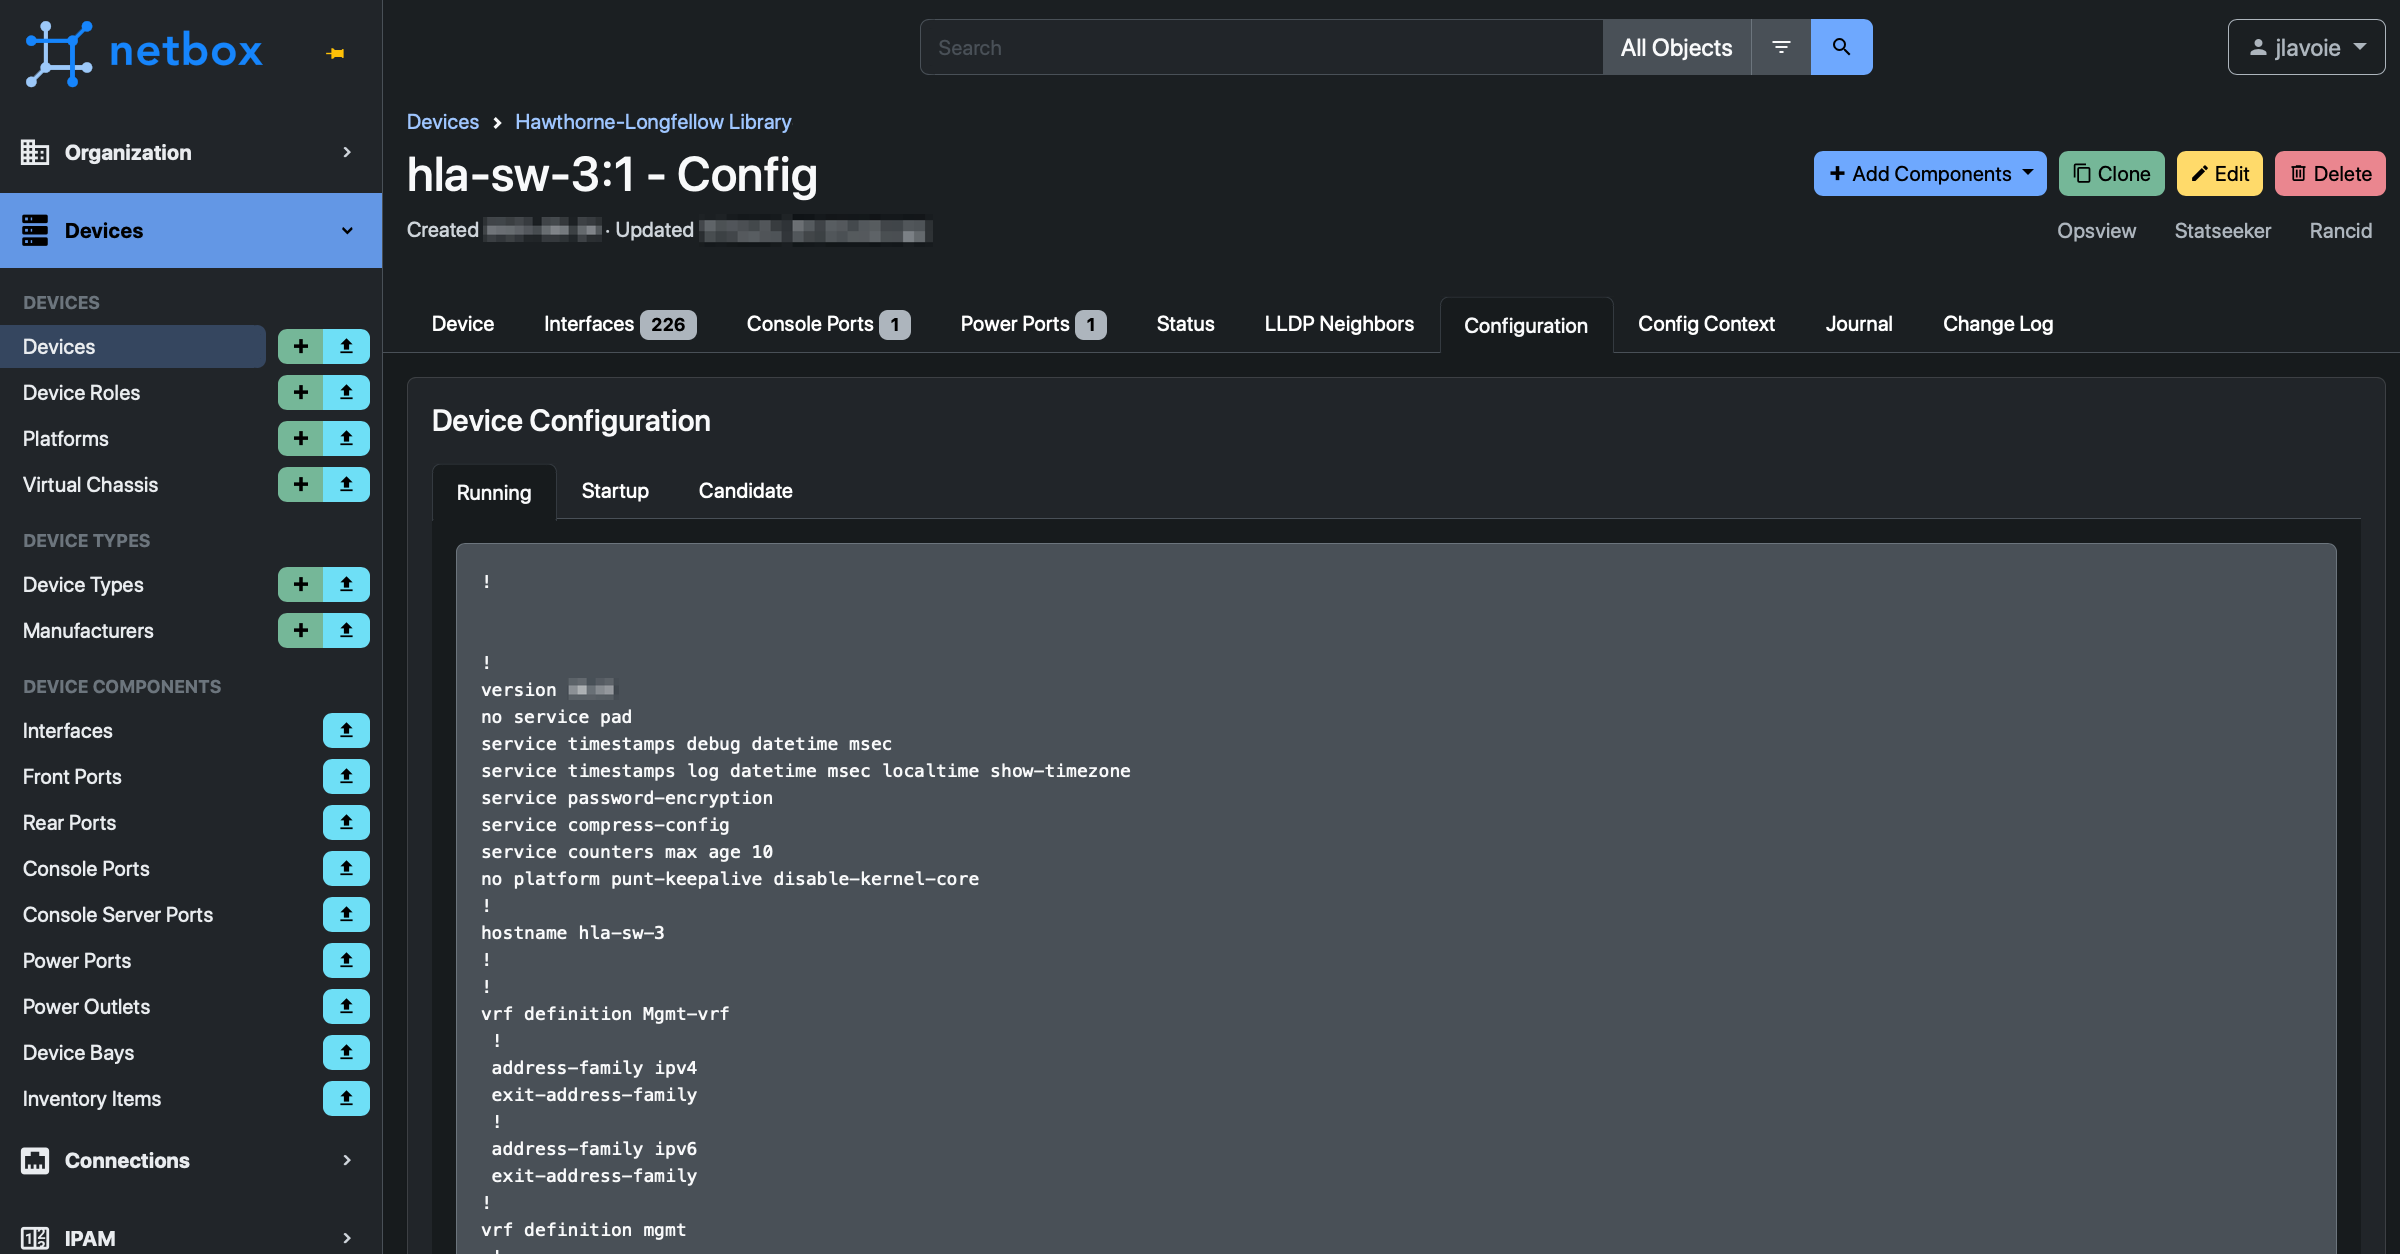 netbox
Search
All Objects
jlavoie
Organization
Devices
DEVICES
Devices
Device Roles
Platforms
Virtual Chassis
DEVICE TYPES
Device Types
Manufacturers
DEVICE COMPONENTS
Interfaces
Front Ports
Rear Ports
Console Ports
Console Server Ports
Power Ports
Power Outlets
Device Bays
Inventory Items
Connections
IPAM
Devices Hawthorne-Longfellow Library
hla-sw-3:1 - Config
Created · Updated
Add Components Clone Edit Delete
Opsview Statseeker Rancid
Device Interfaces 226 Console Ports 1 Power Ports 1 Status LLDP Neighbors Configuration Config Context Journal Change Log
Device Configuration
Running Startup Candidate
!
!
version
no service pad
service timestamps debug datetime msec
service timestamps log datetime msec localtime show-timezone
service password-encryption
service compress-config
service counters max age 10
no platform punt-keepalive disable-kernel-core
!
hostname hla-sw-3
!
!
vrf definition Mgmt-vrf
 !
 address-family ipv4
 exit-address-family
 !
 address-family ipv6
 exit-address-family
!
vrf definition mgmt